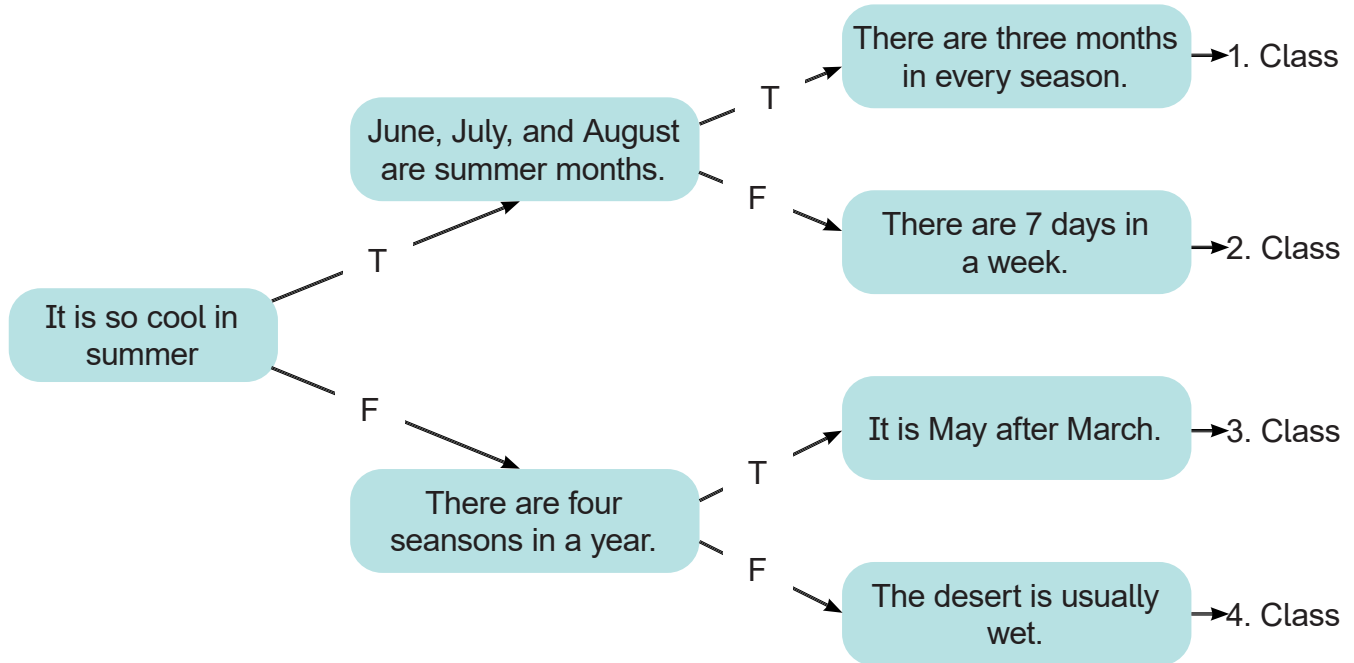 There are three months
in every season.
1. Class
T
June, July, and August
are summer months.
F
There are 7 days in
a week.
2. Class
T
It is so cool in
summer
F
It is May after March.
3. Class
T
There are four
seansons in a year.
F
The desert is usually
wet.
4. Class